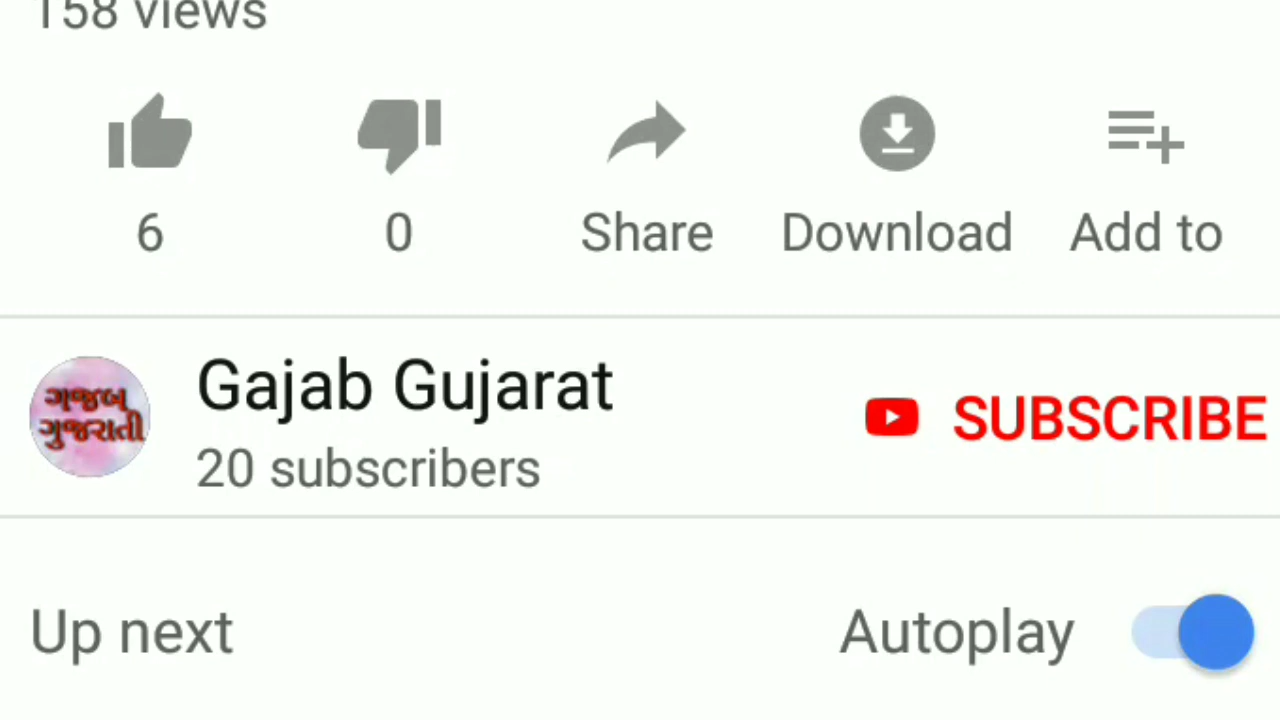 158 views
6 0 Share Download Add to
Gajab Gujarat
ગજબ
ગુજરાતી
SUBSCRIBE
20 subscribers
Up next Autoplay